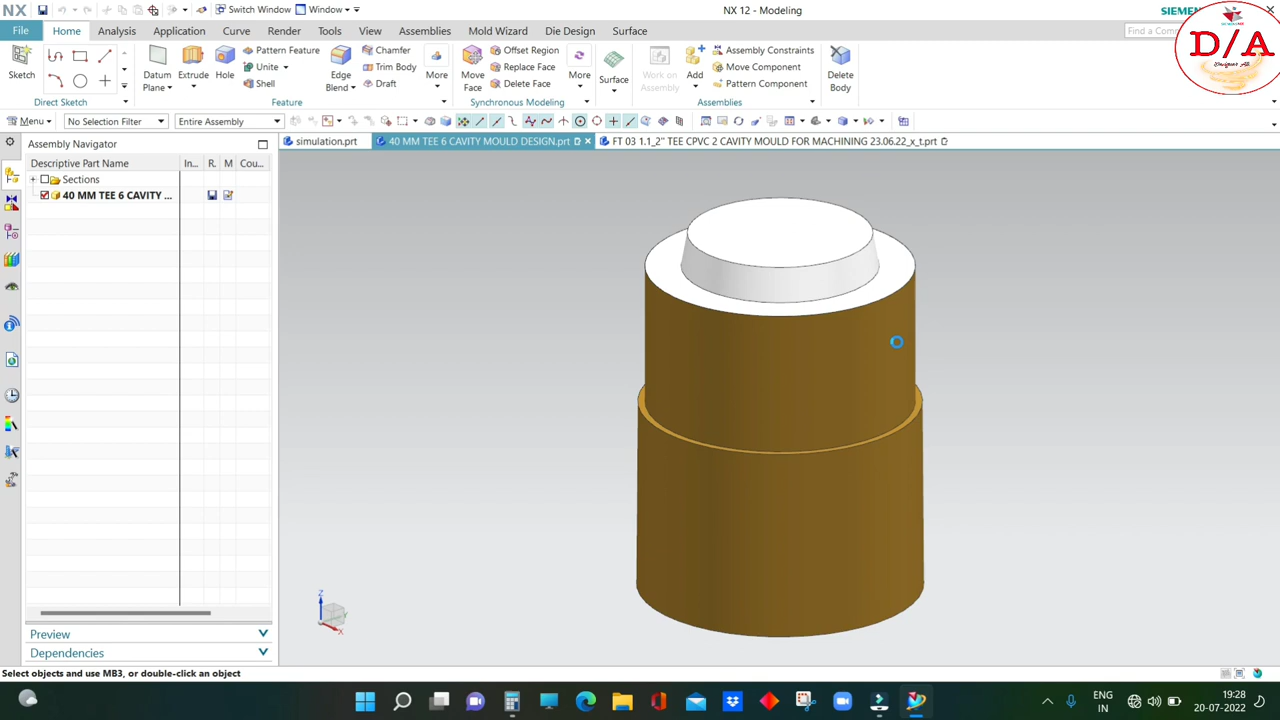 NX Switch Window Window NX 12 - Modeling SIEMENS
File Home Analysis Application Curve Render Tools View Assemblies Mold Wizard Die Design Surface Find a Com
Sketch Datum Plane Extrude Hole Pattern Feature Unite Shell Edge Blend Chamfer Trim Body Draft More Move Face Offset Region Replace Face Delete Face More Surface Work on Assembly Add Assembly Constraints Move Component Pattern Component Delete Body
Direct Sketch Feature Synchronous Modeling Assemblies
D/A
Designer Adi
Menu No Selection Filter Entire Assembly
simulation.prt 40 MM TEE 6 CAVITY MOULD DESIGN.prt FT 03 1.1_2" TEE CPVC 2 CAVITY MOULD FOR MACHINING 23.06.22_x_t.prt
Assembly Navigator
Descriptive Part Name In... R. M Cou...
Sections
40 MM TEE 6 CAVITY ...
Z
Y
X
Preview
Dependencies
Select objects and use MB3, or double-click an object
ENG
IN
19:28
20-07-2022